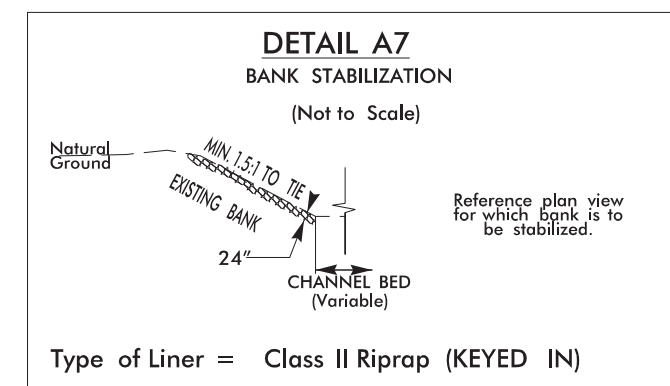 DETAIL A7
BANK STABILIZATION
(Not to Scale)
Natural
Ground
MIN. 1.5:1 TO TIE
EXISTING BANK
24"
CHANNEL BED
(Variable)
Reference plan view
for which bank is to
be stabilized.
Type of Liner = Class II Riprap (KEYED IN)